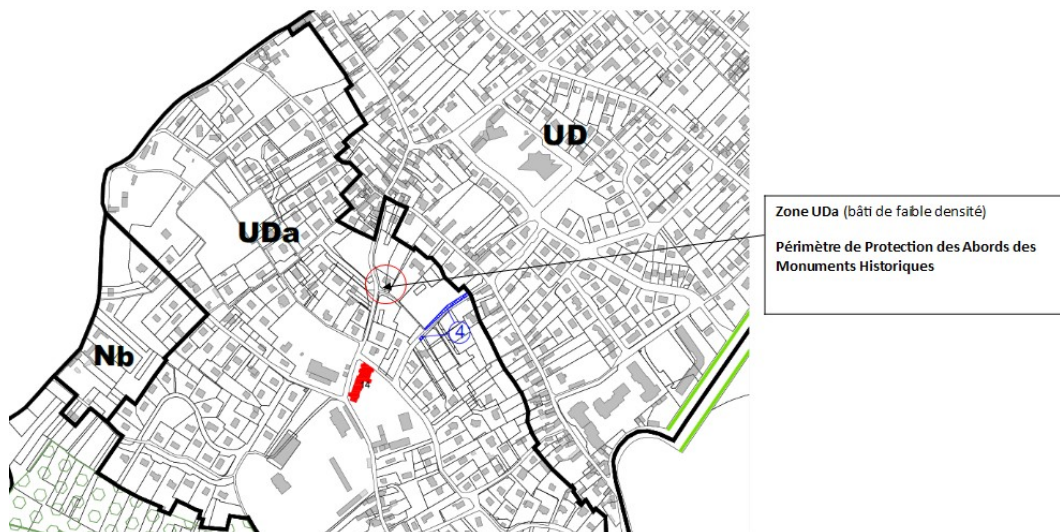 UD
Zone UDa (bâti de faible densité)
UDa
Périmètre de Protection des Abords des
Monuments Historiques
4
Nb